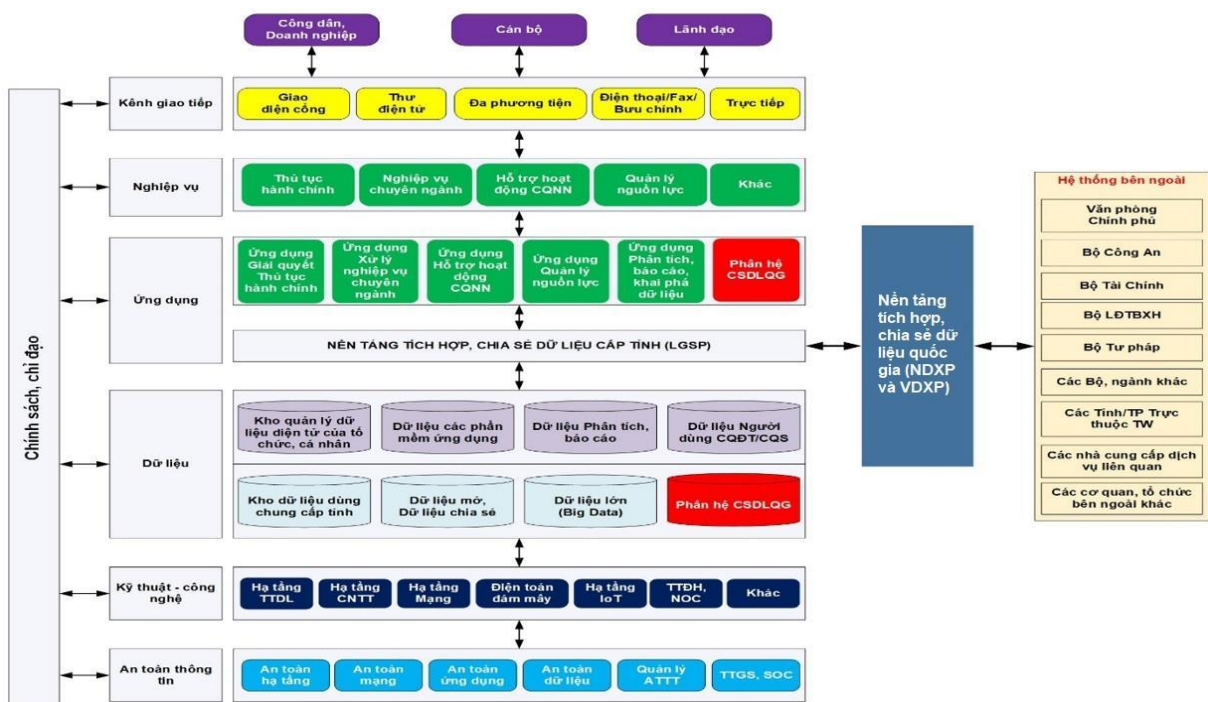 Công dân,
Doanh nghiệp
Cán bộ
Lãnh đạo
Kênh giao tiếp
Giao
diện cổng
Thư
điện tử
Đa phương tiện
Điện thoại/Fax/
Bưu chính
Trực tiếp
Nghiệp vụ
Thủ tục
hành chính
Nghiệp vụ
chuyên ngành
Hỗ trợ hoạt
động CQNN
Quản lý
nguồn lực
Khác
Ứng dụng
Ứng dụng
Giải quyết
Thủ tục
hành chính
Ứng dụng
Xử lý
nghiệp vụ
chuyên
ngành
Ứng dụng
Hỗ trợ hoạt
động
CQNN
Ứng dụng
Quản lý
nguồn lực
Ứng dụng
Phân tích,
báo cáo,
khai phá
dữ liệu
Phân hệ
CSDLQG
NỀN TẢNG TÍCH HỢP, CHIA SẺ DỮ LIỆU CẤP TỈNH (LGSP)
Chính sách, chỉ đạo
Dữ liệu
Kho quản lý dữ
liệu điện tử của tổ
chức, cá nhân
Dữ liệu các phần
mềm ứng dụng
Dữ liệu Phân tích,
báo cáo
Dữ liệu Người
dùng CQĐT/CQS
Kho dữ liệu dùng
chung cấp tỉnh
Dữ liệu mở,
Dữ liệu chia sẻ
Dữ liệu lớn
(Big Data)
Phân hệ CSDLQG
Kỹ thuật - công
nghệ
Hạ tầng
TTDL
Hạ tầng
CNTT
Hạ tầng
Mạng
Điện toán
đám mây
Hạ tầng
IoT
TTĐH,
NOC
Khác
An toàn thông
tin
An toàn
hạ tầng
An toàn
mạng
An toàn
ứng dụng
An toàn
dữ liệu
Quản lý
ATTT
TTGS, SOC
Nền tảng
tích hợp,
chia sẻ dữ
liệu quốc
gia (NDXP
và VDXP)
Hệ thống bên ngoài
Văn phòng
Chính phủ
Bộ Công An
Bộ Tài Chính
Bộ LĐTBXH
Bộ Tư pháp
Các Bộ, ngành khác
Các Tỉnh/TP Trực
thuộc TW
Các nhà cung cấp dịch
vụ liên quan
Các cơ quan, tổ chức
bên ngoài khác